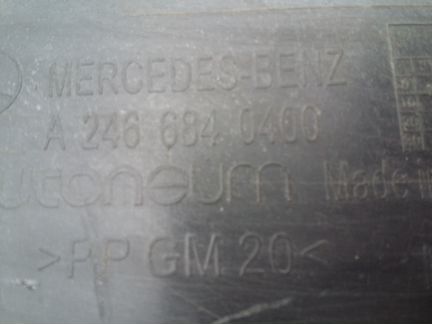 MERCEDES-BENZ
A 246 684 0400
autoneum Made
>PP GM 20<